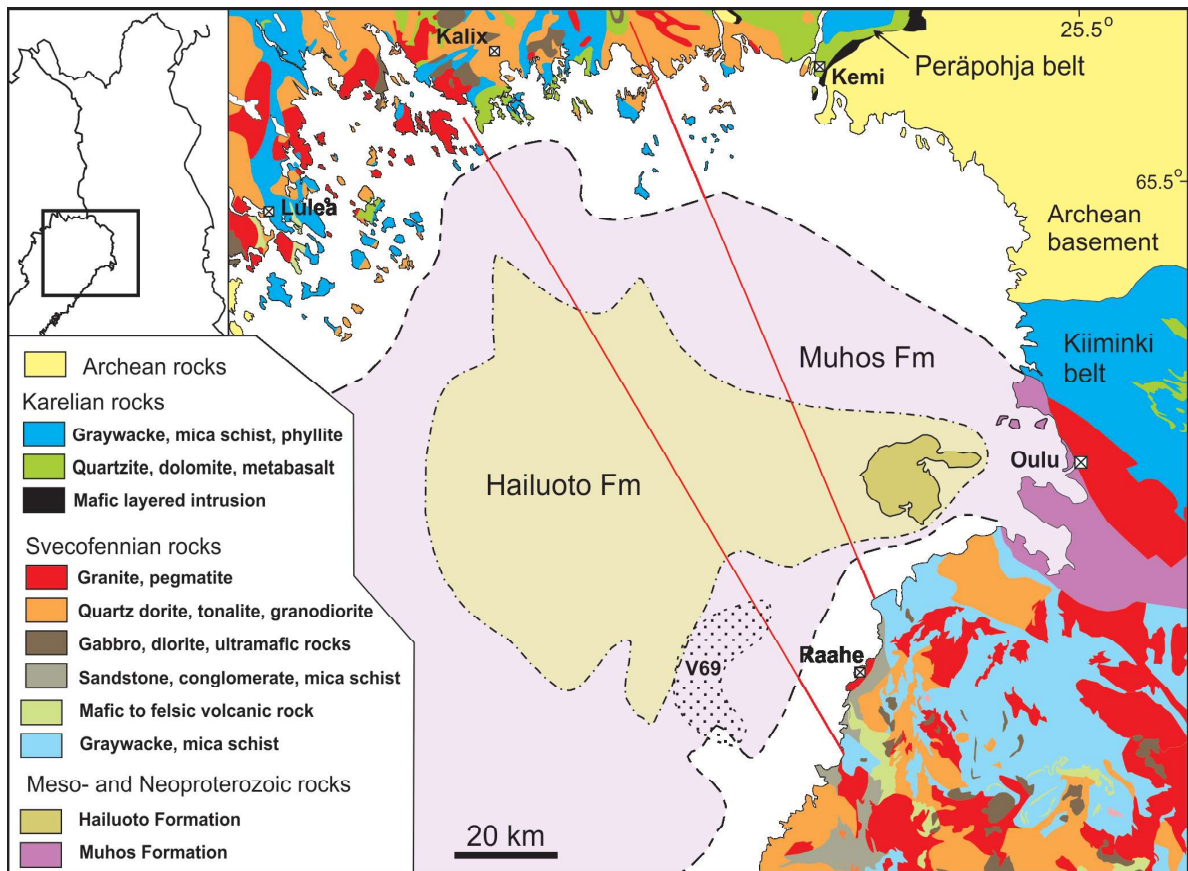 Kalix
25.5°
Kemi
Peräpohja belt
65.5°
Luleå
Archean
basement
Muhos Fm
Kiiminki
belt
Hailuoto Fm
Oulu
Raahe
V69
20 km
Archean rocks
Karelian rocks
Graywacke, mica schist, phyllite
Quartzite, dolomite, metabasalt
Mafic layered intrusion
Svecofennian rocks
Granite, pegmatite
Quartz dorite, tonalite, granodiorite
Gabbro, diorite, ultramafic rocks
Sandstone, conglomerate, mica schist
Mafic to felsic volcanic rock
Graywacke, mica schist
Meso- and Neoproterozoic rocks
Hailuoto Formation
Muhos Formation